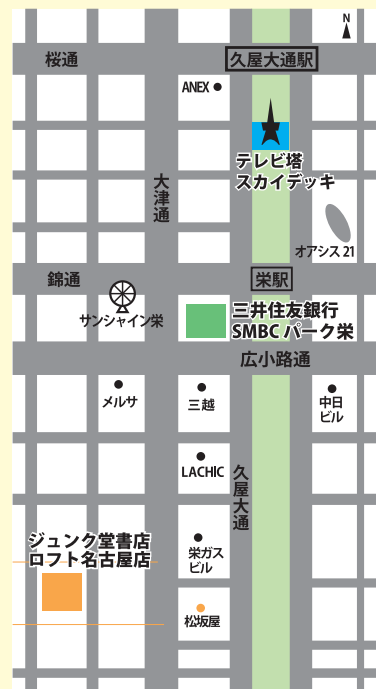 N
桜通
久屋大通駅
ANEX
テレビ塔
スカイデッキ
大津通
オアシス21
錦通
栄駅
サンシャイン栄
三井住友銀行
SMBC パーク栄
広小路通
メルサ
三越
中日
ビル
LACHIC
久屋大通
栄ガス
ビル
ジュンク堂書店
ロフト名古屋店
松坂屋